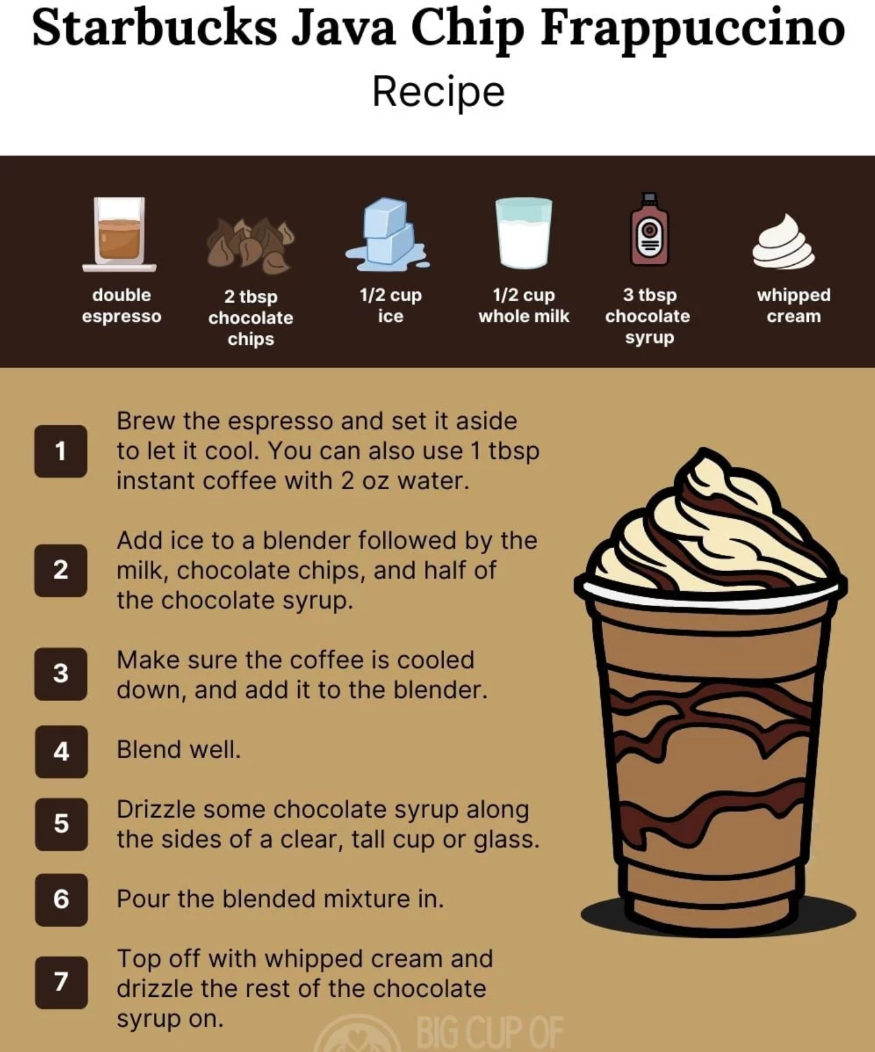 Starbucks Java Chip Frappuccino
Recipe
double
espresso
2 tbsp
chocolate
chips
1/2 cup
ice
1/2 cup
whole milk
3 tbsp
chocolate
syrup
whipped
cream
1
Brew the espresso and set it aside
to let it cool. You can also use 1 tbsp
instant coffee with 2 oz water.
2
Add ice to a blender followed by the
milk, chocolate chips, and half of
the chocolate syrup.
3
Make sure the coffee is cooled
down, and add it to the blender.
4
Blend well.
5
Drizzle some chocolate syrup along
the sides of a clear, tall cup or glass.
6
Pour the blended mixture in.
7
Top off with whipped cream and
drizzle the rest of the chocolate
syrup on.
BIG CUP OF